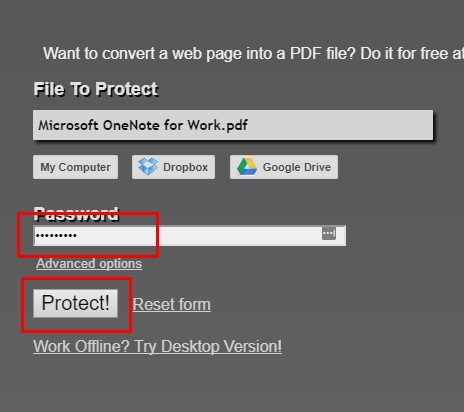 Want to convert a web page into a PDF file? Do it for free at
File To Protect
Microsoft OneNote for Work.pdf
My Computer Dropbox Google Drive
Password
•••••••••
Advanced options
Protect! Reset form
Work Offline? Try Desktop Version!